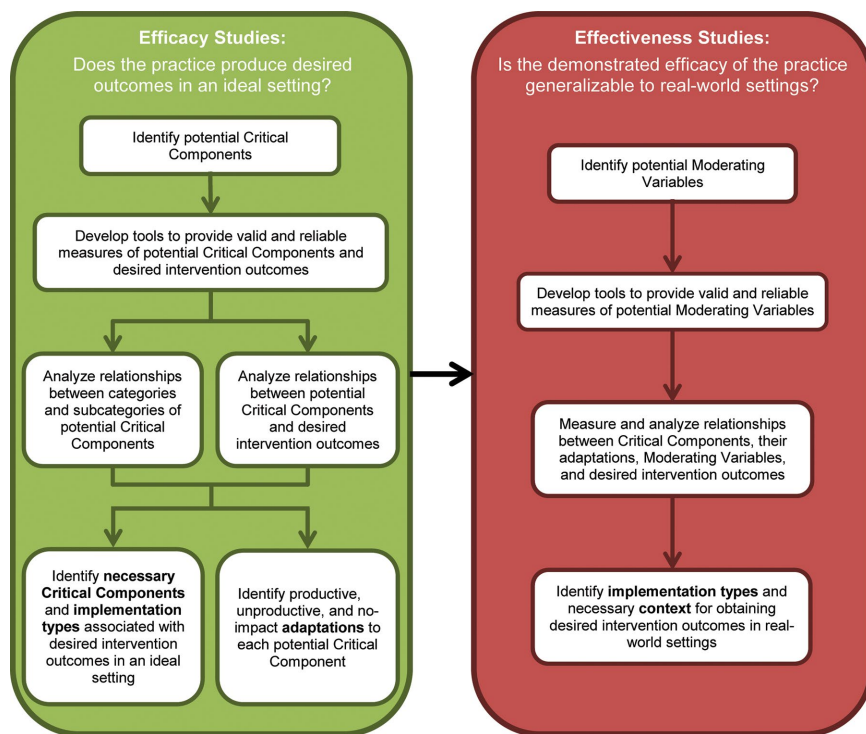 Efficacy Studies:
Does the practice produce desired
outcomes in an ideal setting?
Identify potential Critical
Components
Develop tools to provide valid and reliable
measures of potential Critical Components and
desired intervention outcomes
Analyze relationships
between categories
and subcategories of
potential Critical
Components
Analyze relationships
between potential
Critical Components
and desired
intervention outcomes
Identify necessary
Critical Components
and implementation
types associated with
desired intervention
outcomes in an ideal
setting
Identify productive,
unproductive, and no-
impact adaptations to
each potential Critical
Component
Effectiveness Studies:
Is the demonstrated efficacy of the practice
generalizable to real-world settings?
Identify potential Moderating
Variables
Develop tools to provide valid and reliable
measures of potential Moderating Variables
Measure and analyze relationships
between Critical Components, their
adaptations, Moderating Variables,
and desired intervention outcomes
Identify implementation types and
necessary context for obtaining
desired intervention outcomes in real-
world settings